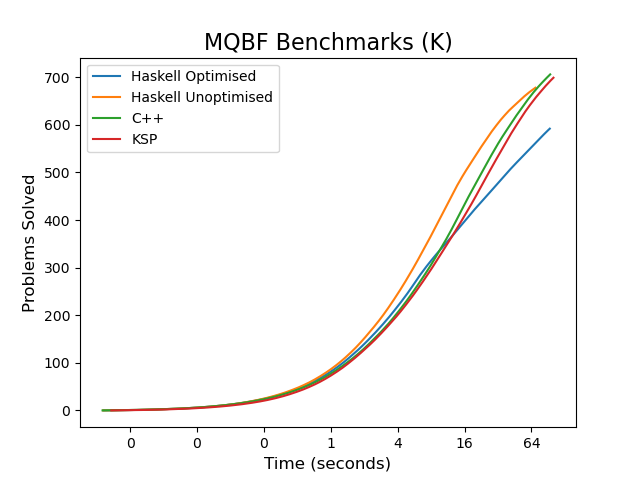 MQBF Benchmarks (K)
Haskell Optimised
Haskell Unoptimised
C++
KSP
Problems Solved
700
600
500
400
300
200
100
0
0 0 0 1 4 16 64
Time (seconds)